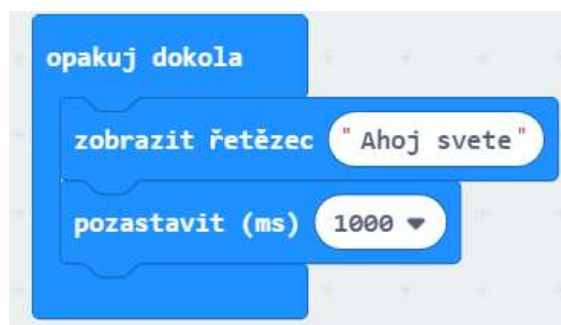 opakuj dokola
zobrazit řetězec "Ahoj svete"
pozastavit (ms) 1000